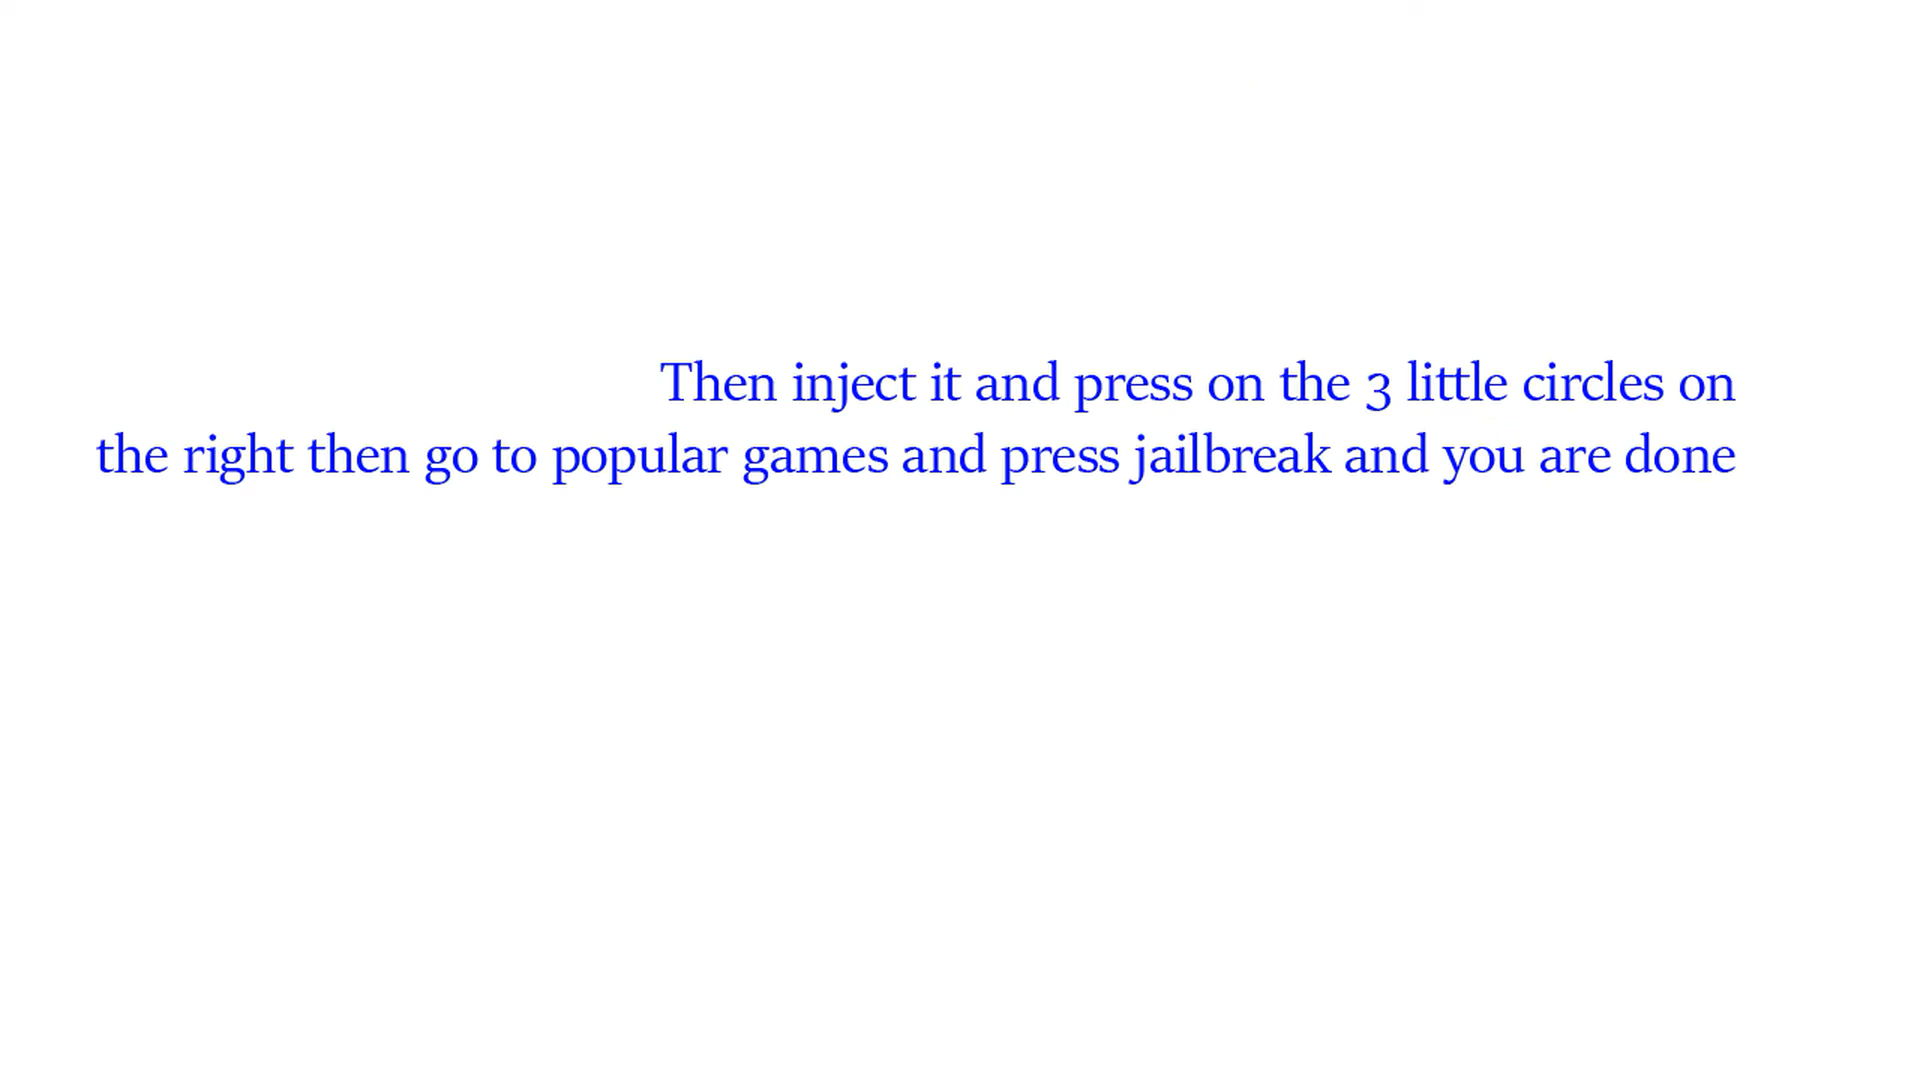 Then inject it and press on the 3 little circles on
the right then go to popular games and press jailbreak and you are done